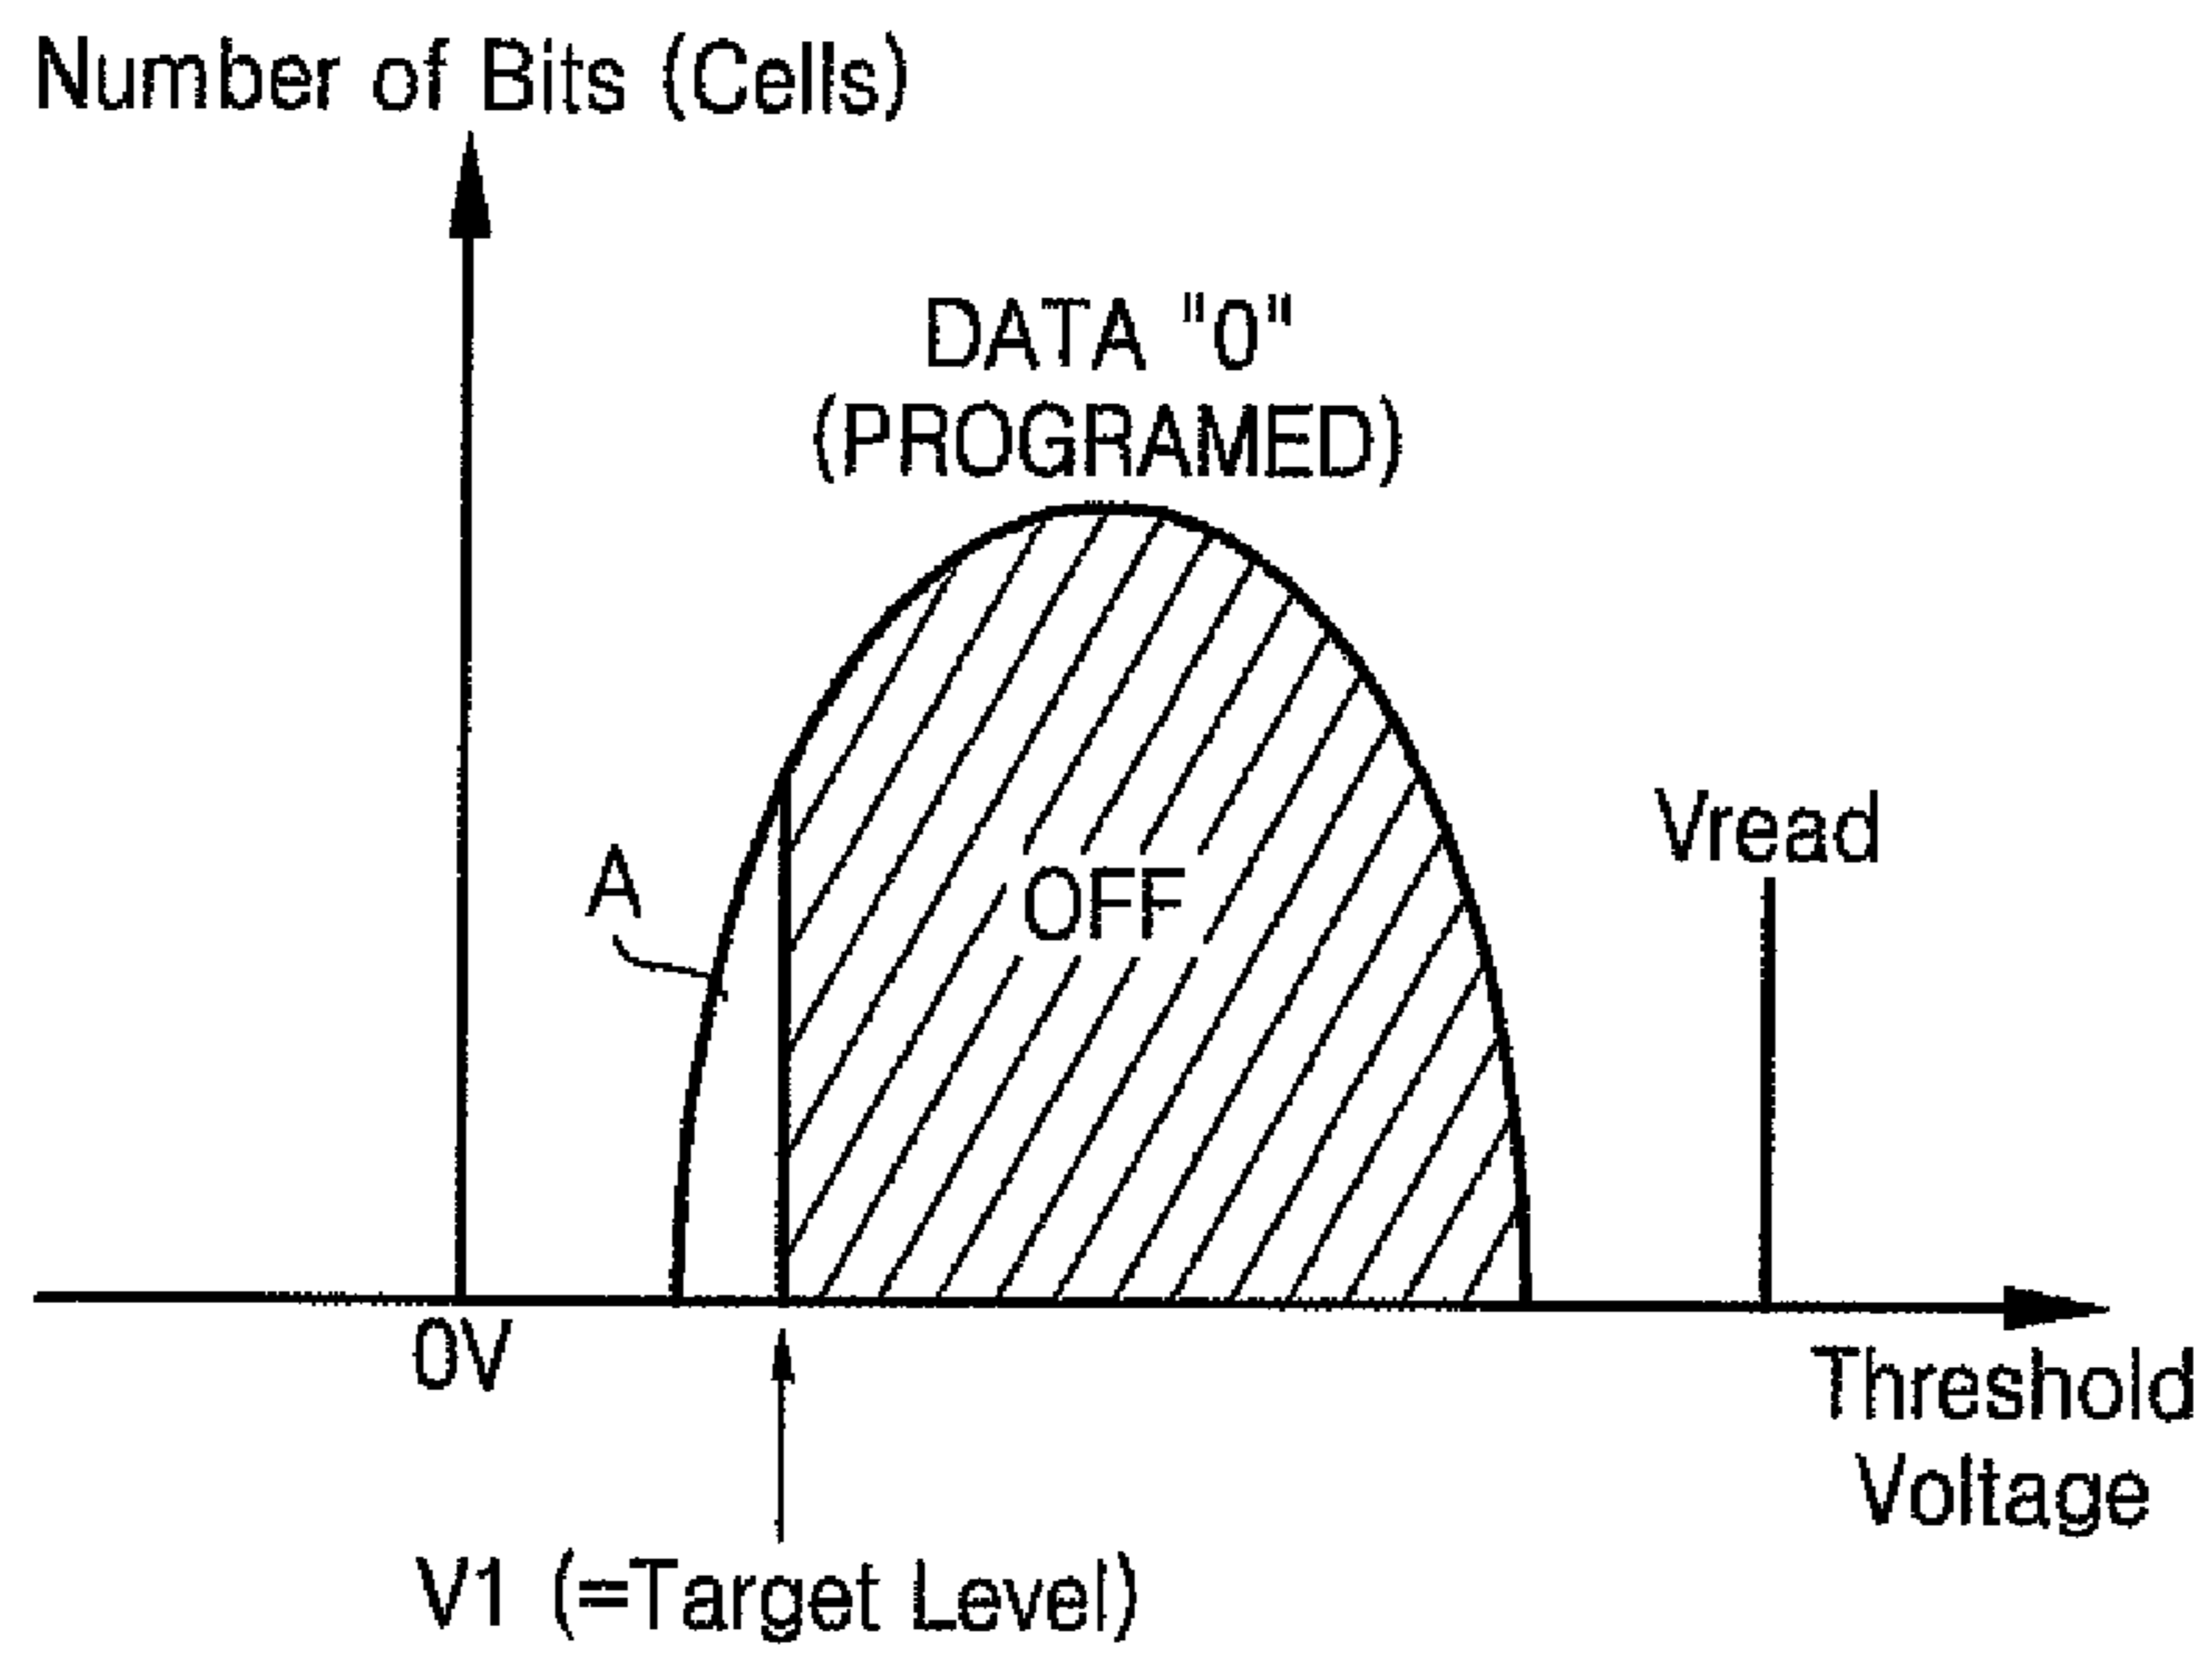 Number of Bits (Cells)
DATA "0"
(PROGRAMED)
Vread
A
OFF
0V
Threshold
Voltage
V1 (=Target Level)